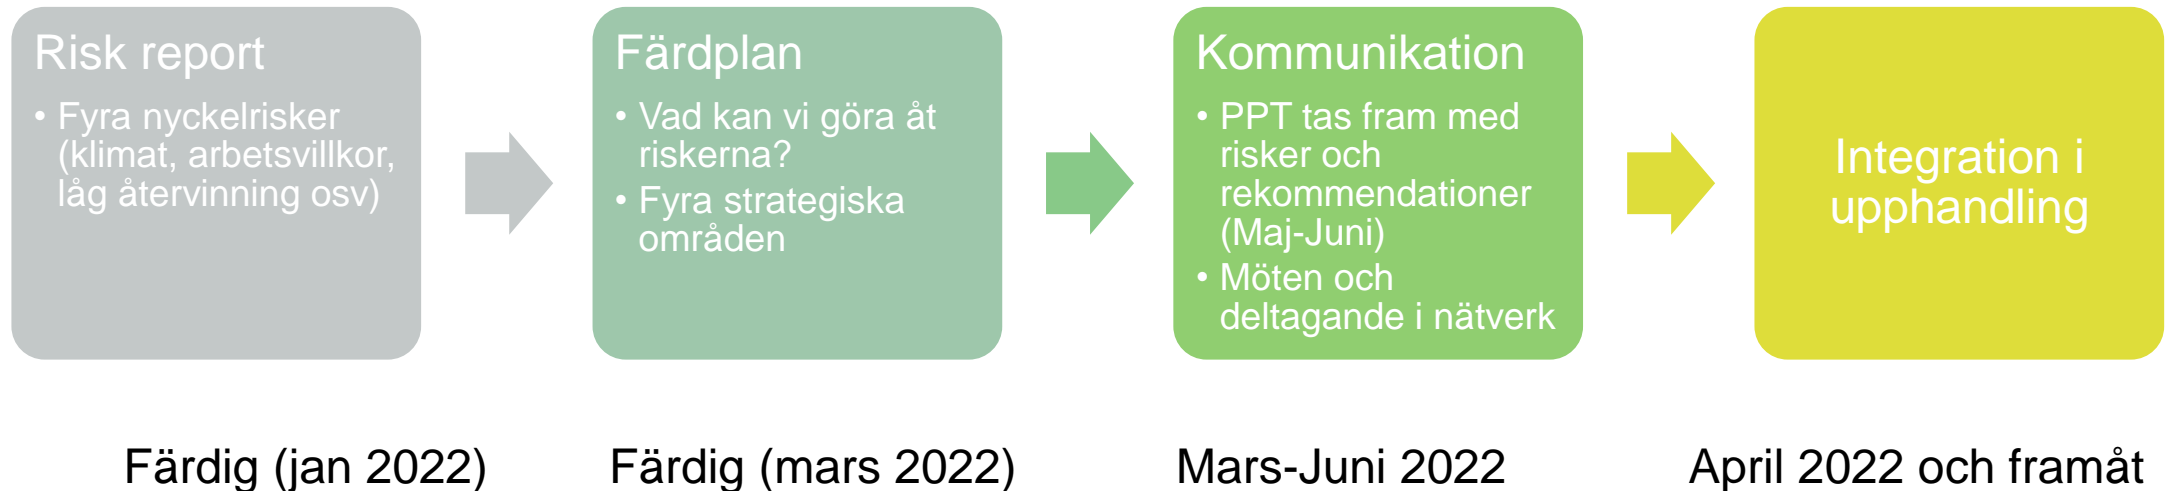 Risk report
• Fyra nyckelrisker
(klimat, arbetsvillkor,
låg återvinning osv)
Färdplan
• Vad kan vi göra åt
riskerna?
• Fyra strategiska
områden
Kommunikation
• PPT tas fram med
risker och
rekommendationer
(Maj-Juni)
• Möten och
deltagande i nätverk
Integration i
upphandling
Färdig (jan 2022)
Färdig (mars 2022)
Mars-Juni 2022
April 2022 och framåt